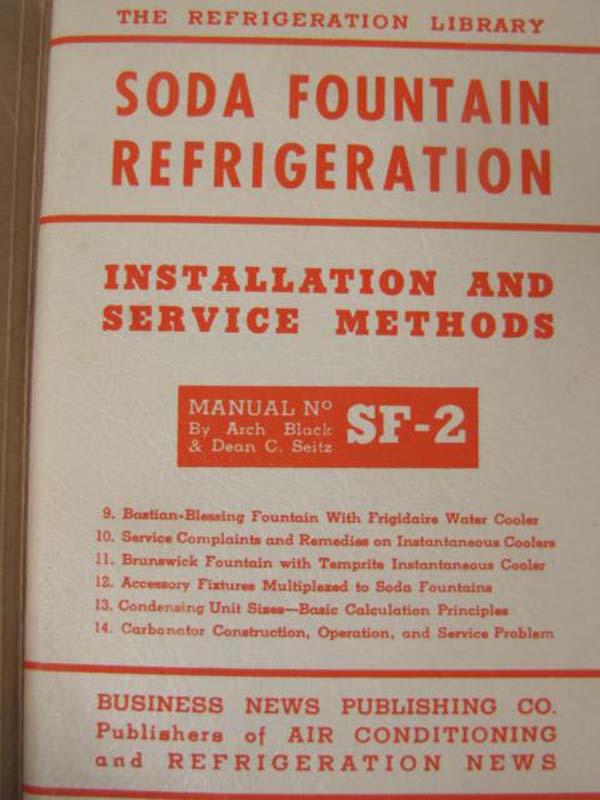 THE REFRIGERATION LIBRARY
SODA FOUNTAIN
REFRIGERATION
INSTALLATION AND
SERVICE METHODS
MANUAL Nº
By Arch Black
& Dean C. Seitz
SF-2
9. Bastian-Blessing Fountain With Frigidaire Water Cooler
10. Service Complaints and Remedies on Instantaneous Coolers
11. Brunswick Fountain with Temprite Instantaneous Cooler
12. Accessory Fixtures Multiplexed to Soda Fountains
13. Condensing Unit Sizes—Basic Calculation Principles
14. Carbonator Construction, Operation, and Service Problem
BUSINESS NEWS PUBLISHING CO.
Publishers of AIR CONDITIONING
and REFRIGERATION NEWS